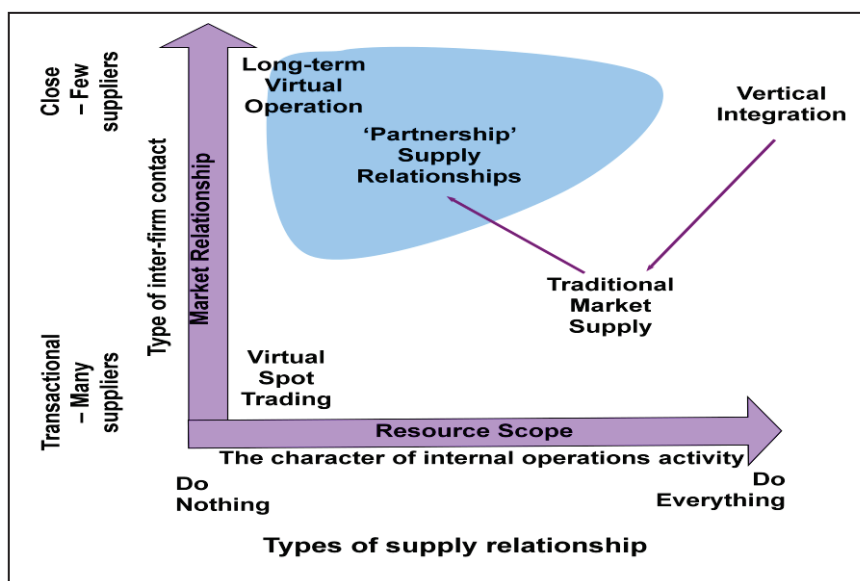 Close
– Few
suppliers
Transactional
– Many
suppliers
Type of inter-firm contact
Market Relationship
Long-term
Virtual
Operation
‘Partnership’
Supply
Relationships
Vertical
Integration
Traditional
Market
Supply
Virtual
Spot
Trading
Resource Scope
The character of internal operations activity
Do
Nothing
Do
Everything
Types of supply relationship